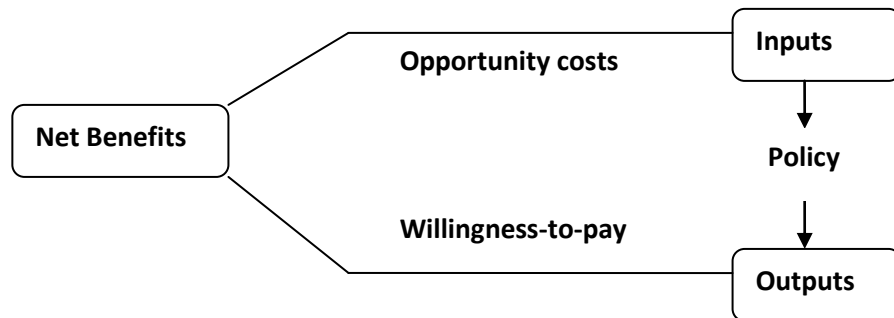 Inputs
Opportunity costs
Net Benefits
Policy
Willingness-to-pay
Outputs